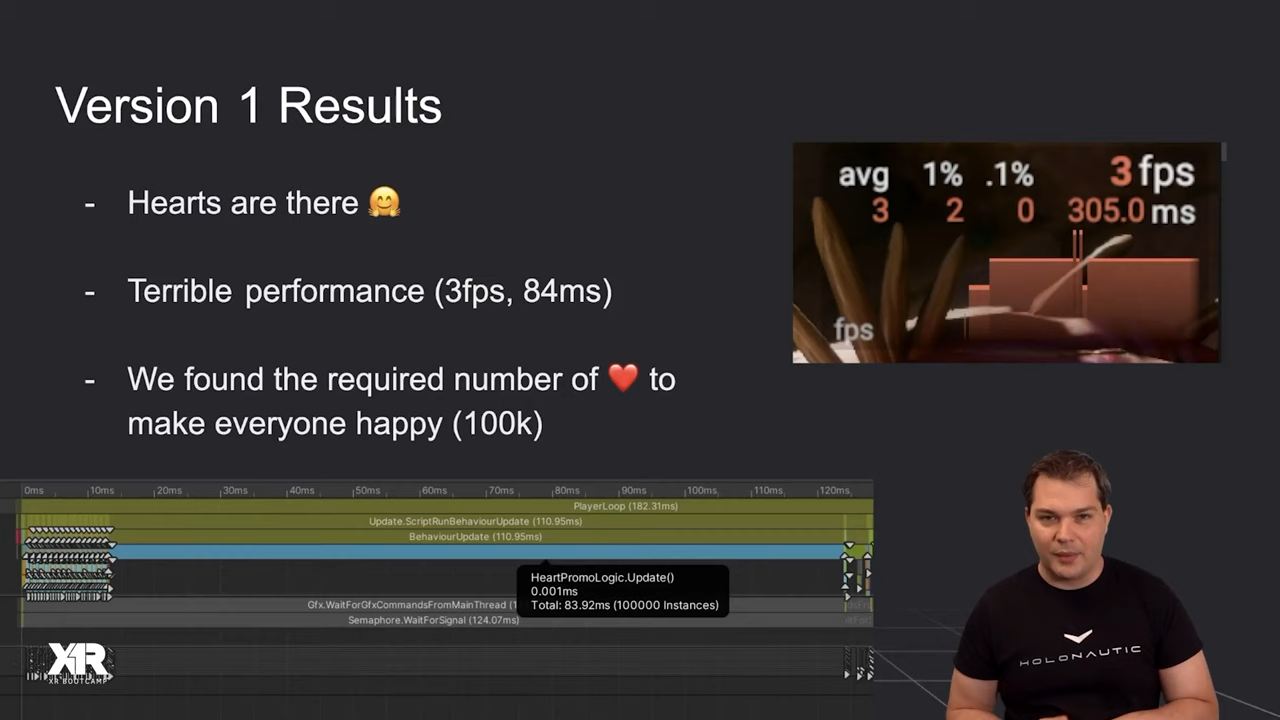 Version 1 Results
- Hearts are there 🤗
- Terrible performance (3fps, 84ms)
- We found the required number of ❤️ to
make everyone happy (100k)
avg 1% .1% 3 fps
3 2 0 305.0 ms
fps
0ms 10ms 20ms 30ms 40ms 50ms 60ms 70ms 80ms 90ms 100ms 110ms 120ms
PlayerLoop (182.31ms)
Update.ScriptRunBehaviourUpdate (110.95ms)
BehaviourUpdate (110.95ms)
HeartPromoLogic.Update()
0.001ms
Total: 83.92ms (100000 Instances)
Gfx.WaitForGfxCommandsFromMainThread
Semaphore.WaitForSignal (124.07ms)
XR
XR BOOTCAMP
HOLONAUTIC